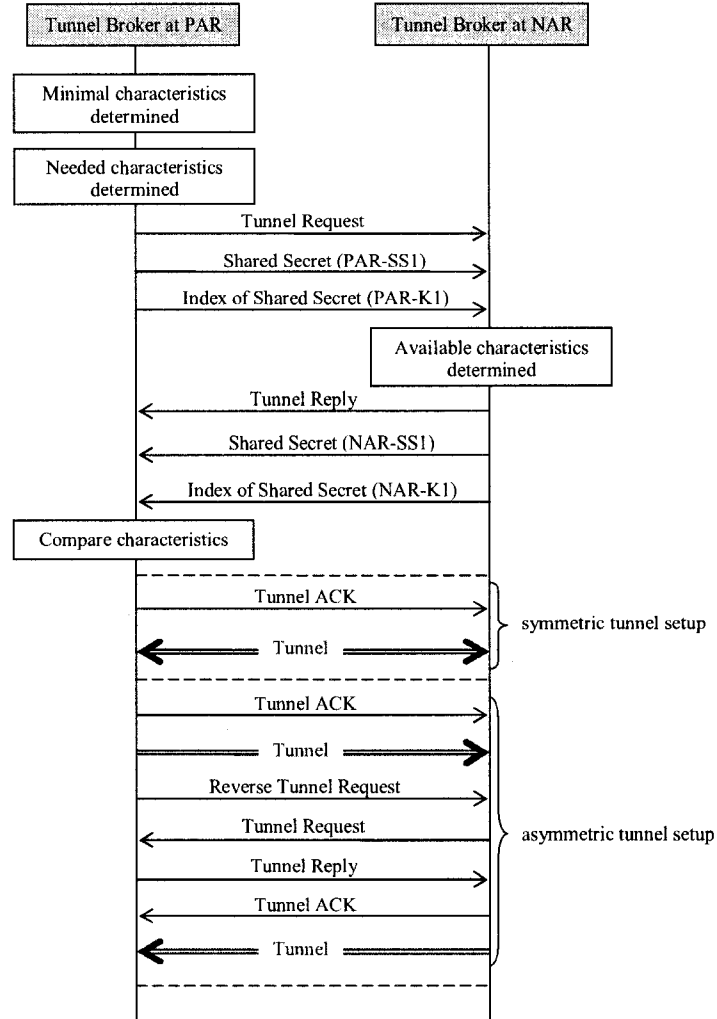 Tunnel Broker at PAR
Tunnel Broker at NAR
Minimal characteristics
determined
Needed characteristics
determined
Tunnel Request
Shared Secret (PAR-SS1)
Index of Shared Secret (PAR-K1)
Available characteristics
determined
Tunnel Reply
Shared Secret (NAR-SS1)
Index of Shared Secret (NAR-K1)
Compare characteristics
Tunnel ACK
symmetric tunnel setup
Tunnel
Tunnel ACK
Tunnel
Reverse Tunnel Request
Tunnel Request
asymmetric tunnel setup
Tunnel Reply
Tunnel ACK
Tunnel